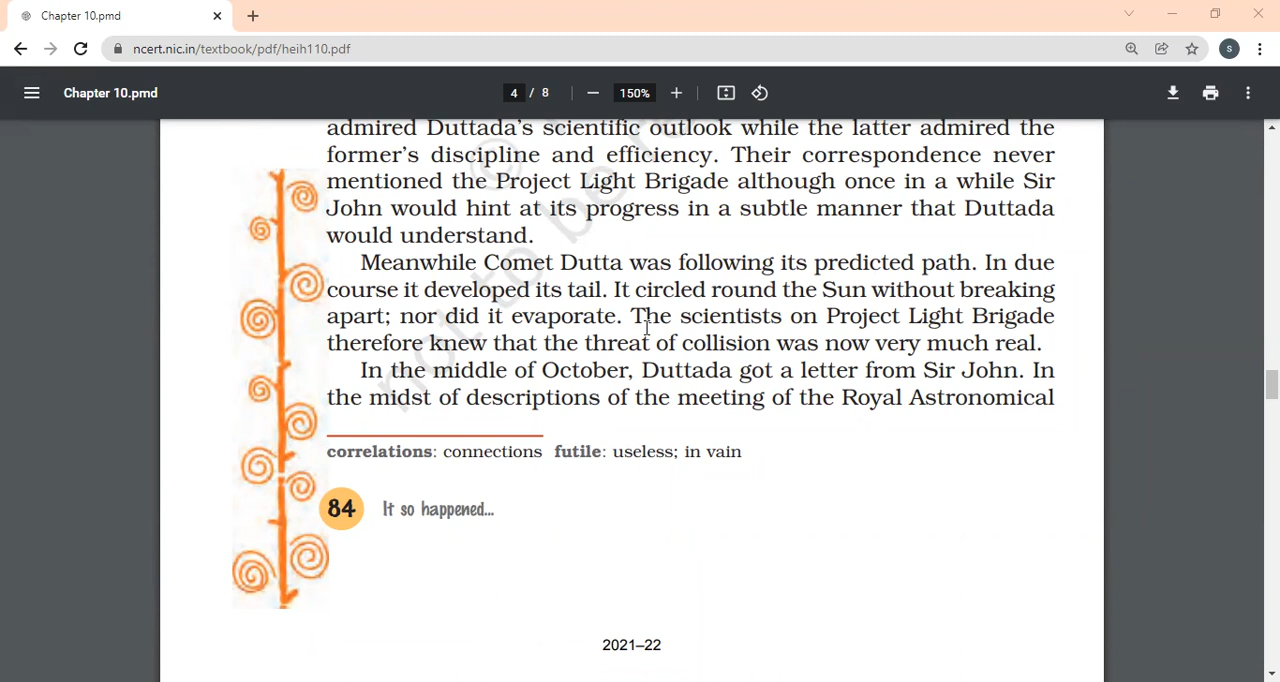 Chapter 10.pmd
ncert.nic.in/textbook/pdf/heih110.pdf
S
Chapter 10.pmd
4 / 8
150%
admired Duttada's scientific outlook while the latter admired the
former's discipline and efficiency. Their correspondence never
mentioned the Project Light Brigade although once in a while Sir
John would hint at its progress in a subtle manner that Duttada
would understand.
Meanwhile Comet Dutta was following its predicted path. In due
course it developed its tail. It circled round the Sun without breaking
apart; nor did it evaporate. The scientists on Project Light Brigade
therefore knew that the threat of collision was now very much real.
In the middle of October, Duttada got a letter from Sir John. In
the midst of descriptions of the meeting of the Royal Astronomical
correlations: connections futile: useless; in vain
84 It so happened...
2021–22
© not to be